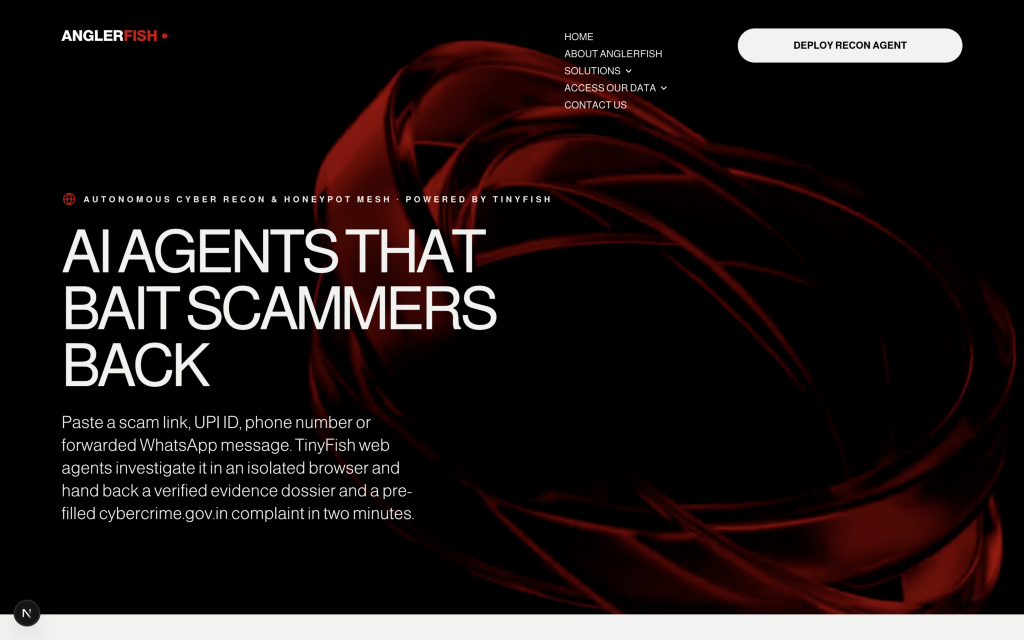 ANGLERFISH
HOME
ABOUT ANGLERFISH
SOLUTIONS
ACCESS OUR DATA
CONTACT US
DEPLOY RECON AGENT
AUTONOMOUS CYBER RECON & HONEYPOT MESH · POWERED BY TINYFISH
AI AGENTS THAT
BAIT SCAMMERS
BACK
Paste a scam link, UPI ID, phone number or
forwarded WhatsApp message. TinyFish web
agents investigate it in an isolated browser and
hand back a verified evidence dossier and a pre-
filled cybercrime.gov.in complaint in two minutes.
N